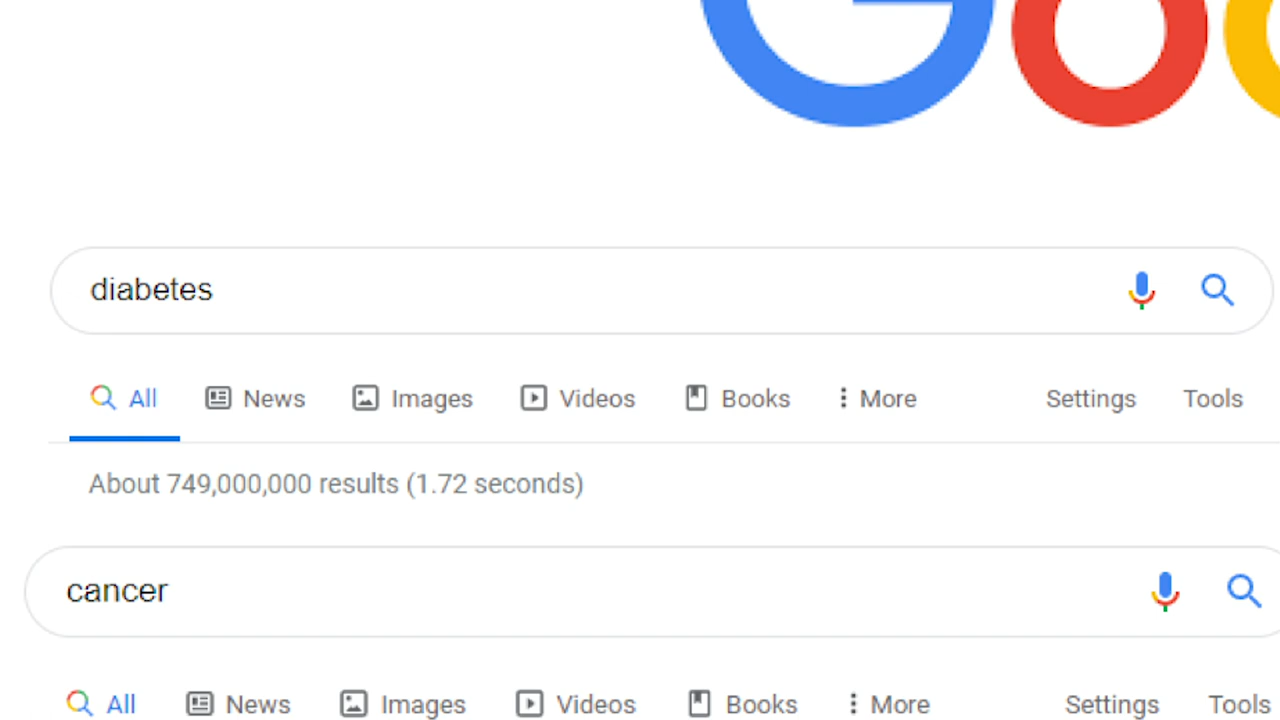 Goo
diabetes
All News Images Videos Books More Settings Tools
About 749,000,000 results (1.72 seconds)
cancer
All News Images Videos Books More Settings Tools